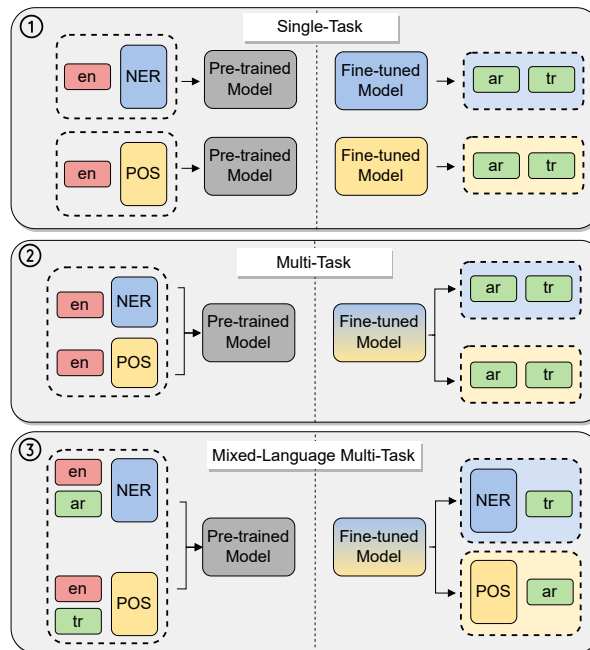 1
Single-Task
en
NER
Pre-trained
Model
Fine-tuned
Model
ar
tr
en
POS
Pre-trained
Model
Fine-tuned
Model
ar
tr
2
Multi-Task
en
NER
en
POS
Pre-trained
Model
Fine-tuned
Model
ar
tr
ar
tr
3
Mixed-Language Multi-Task
en
ar
NER
en
tr
POS
Pre-trained
Model
Fine-tuned
Model
NER
tr
POS
ar